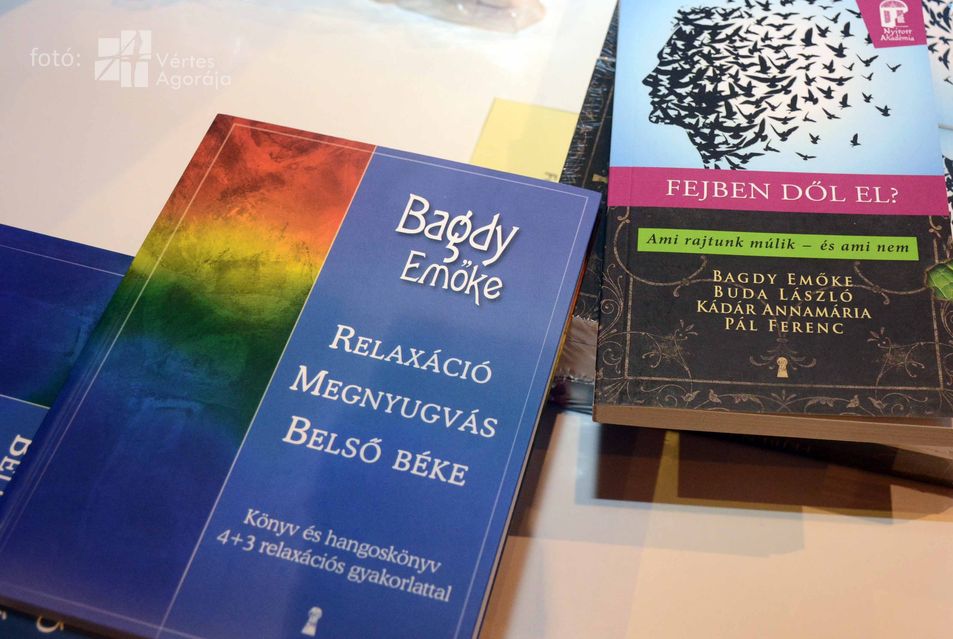 fotó:
Vértes
Agorája
Bagdy
Emőke
Relaxáció
Megnyugvás
Belső béke
Könyv és hangoskönyv
4+3 relaxációs gyakorlattal
Nyitott
Akadémia
FEJBEN DŐL EL?
Ami rajtunk múlik – és ami nem
BAGDY EMŐKE
BUDA LÁSZLÓ
KÁDÁR ANNAMÁRIA
PÁL FERENC